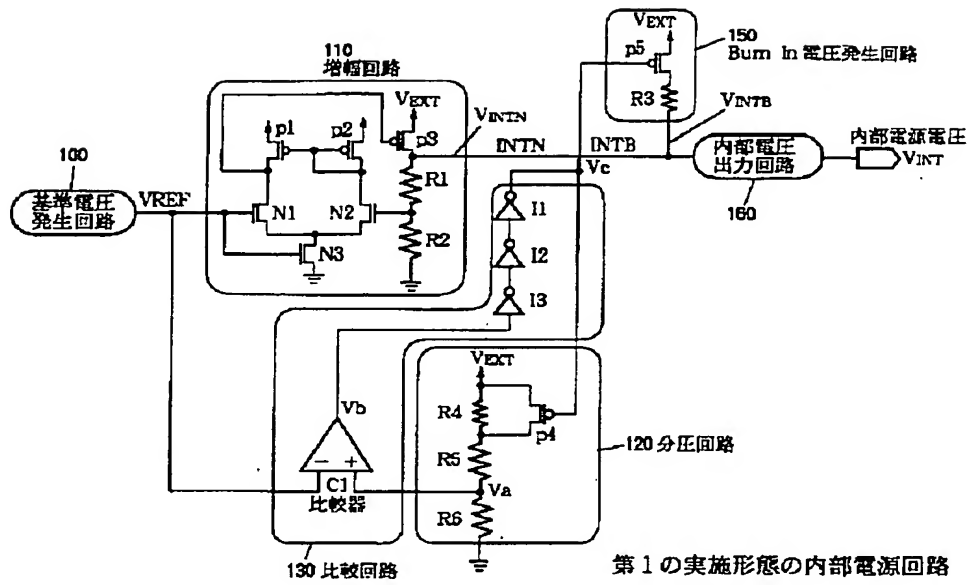 110
増幅回路
VEXT
p1
p2
p3
VINTN
100
基準電圧
発生回路
VREF
N1
N2
N3
R1
R2
INTN
INTB
Vc
VEXT
p5
R3
150
Burn In 電圧発生回路
VINTB
内部電圧
出力回路
160
内部電源電圧
VINT
I1
I2
I3
Vb
- +
C1
比較器
130 比較回路
VEXT
R4
p4
R5
Va
R6
120 分圧回路
第1の実施形態の内部電源回路